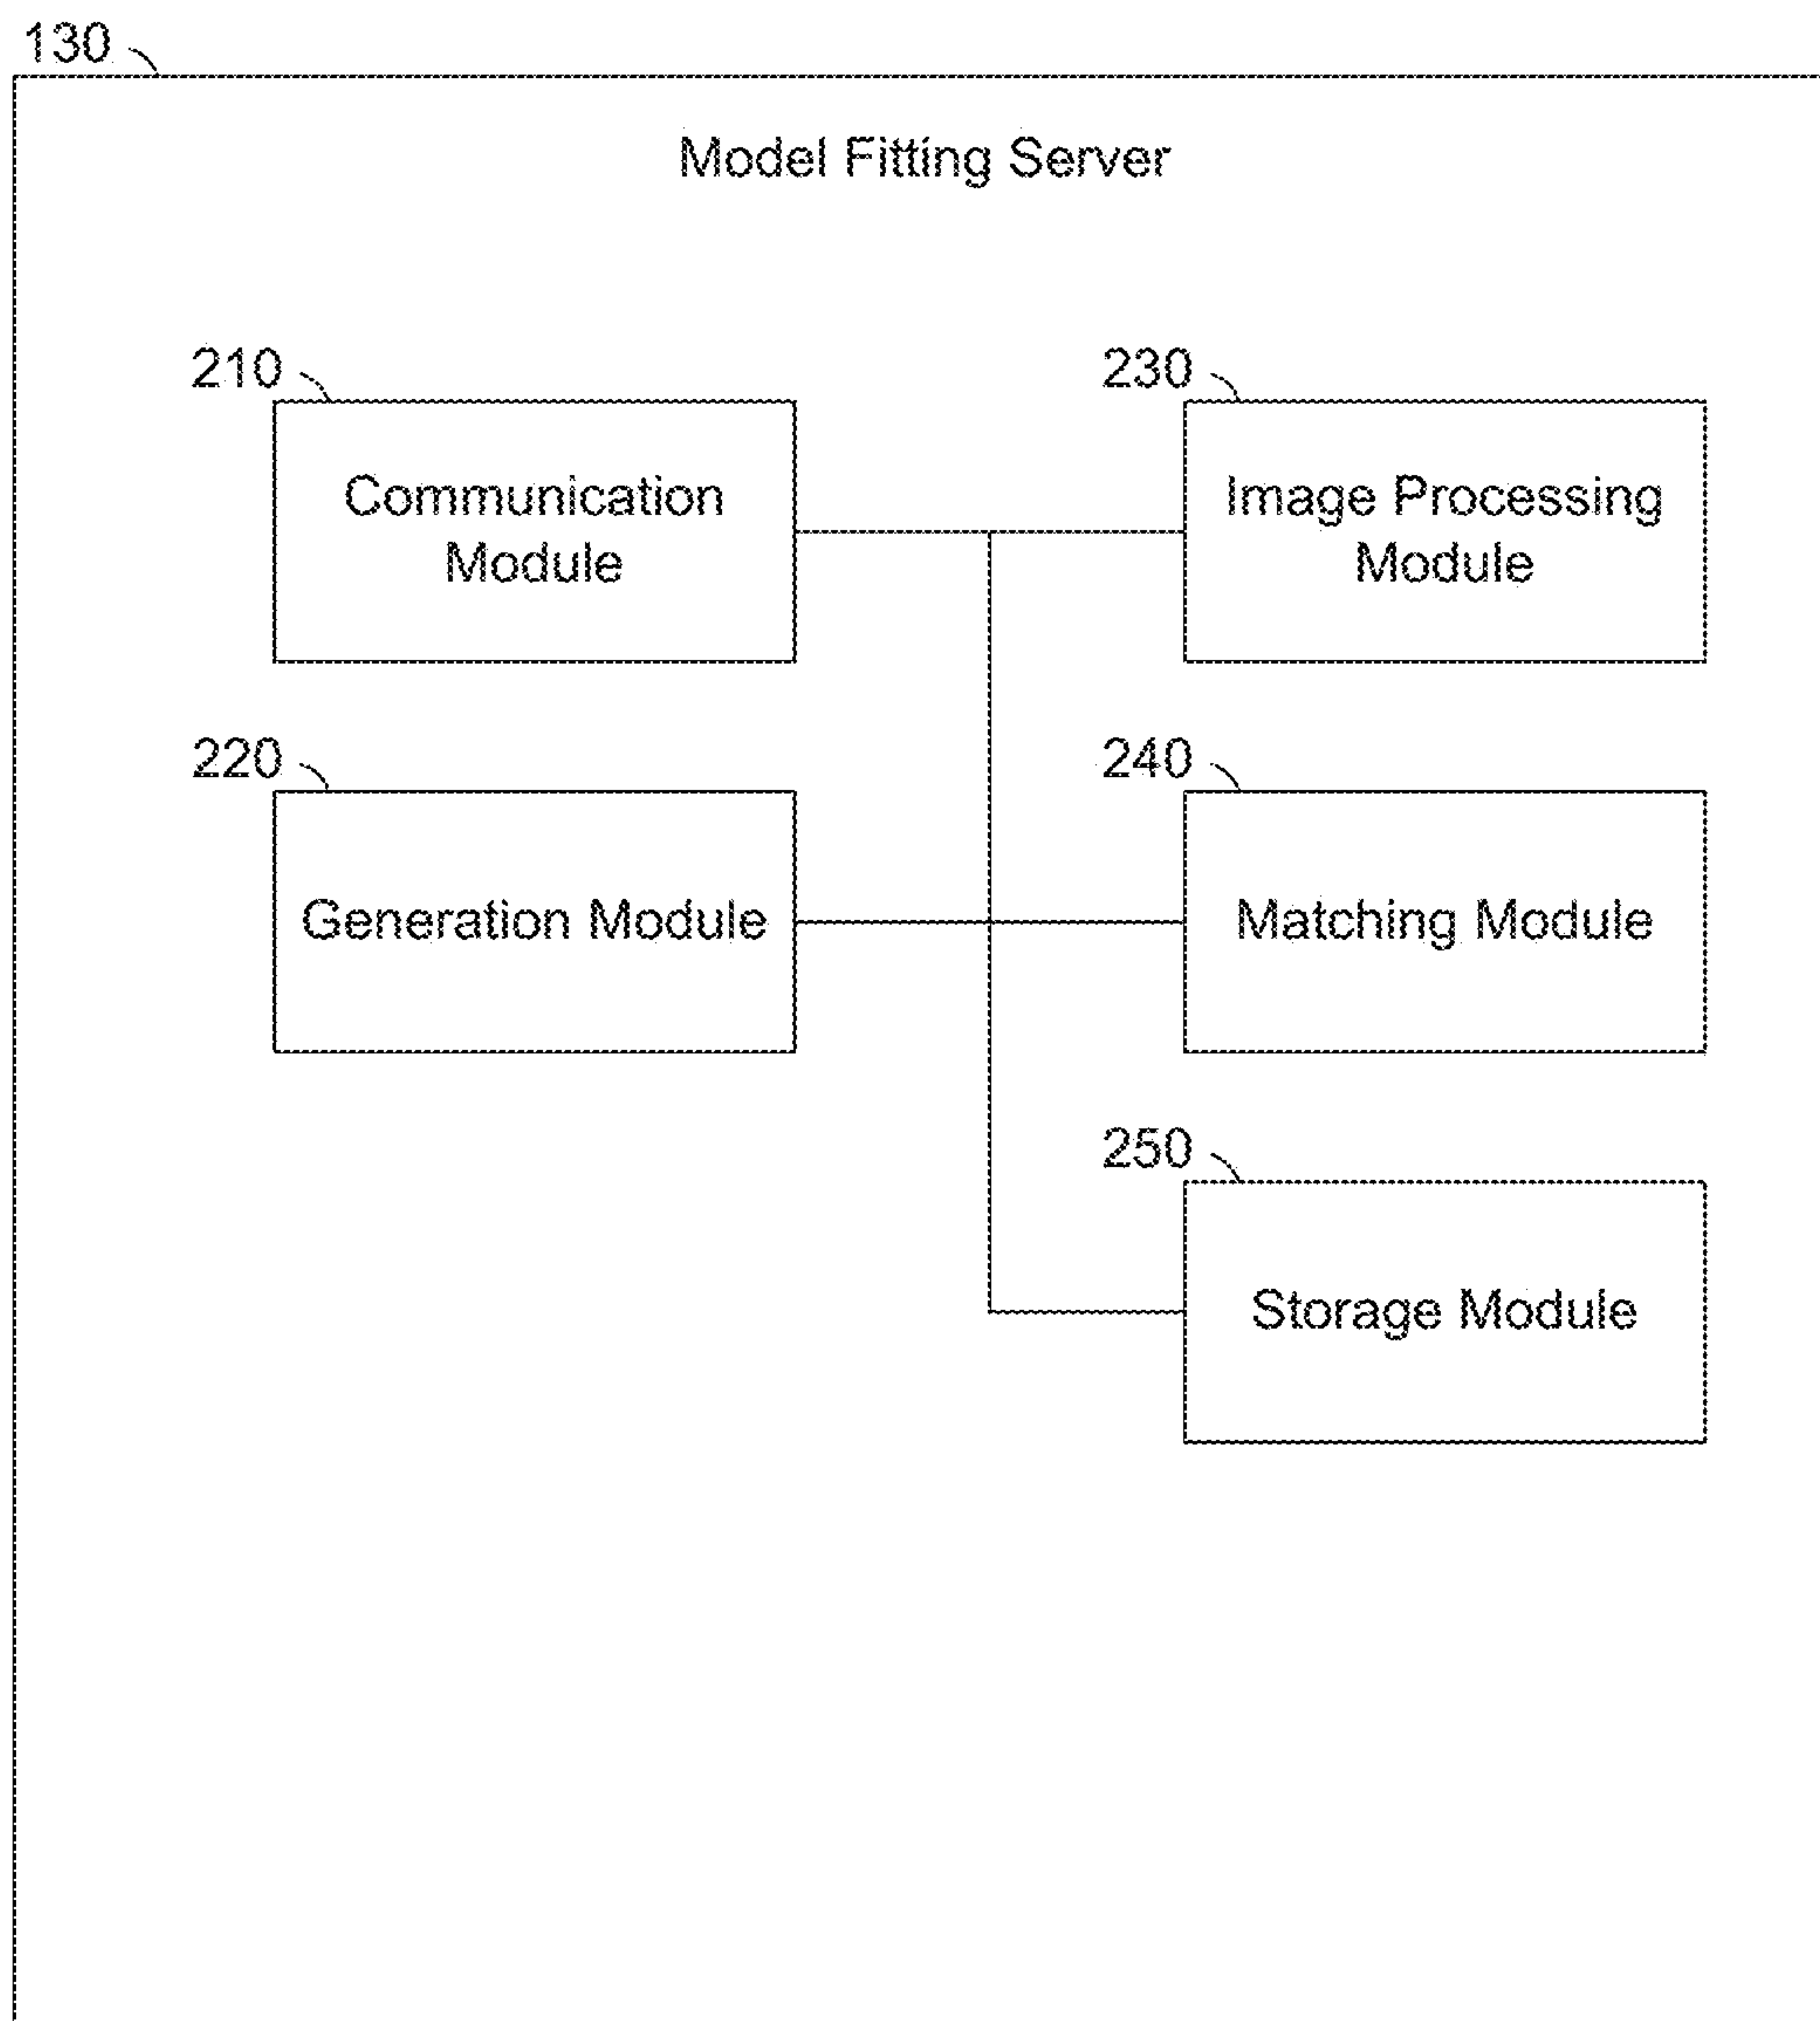 130
Model Fitting Server
210
Communication
Module
230
Image Processing
Module
220
Generation Module
240
Matching Module
250
Storage Module